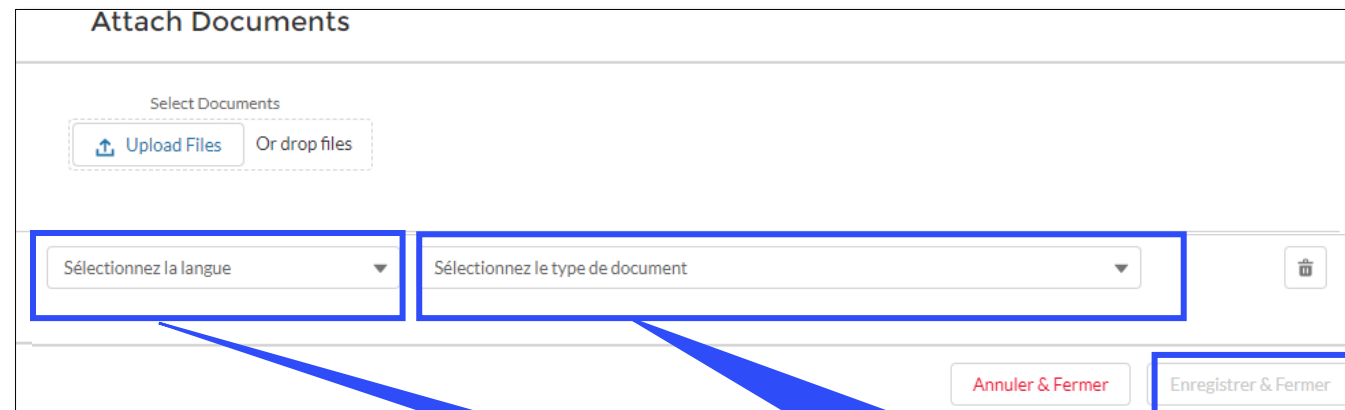 Attach Documents
Select Documents
Upload Files Or drop files
Sélectionnez la langue Sélectionnez le type de document
Annuler & Fermer Enregistrer & Fermer